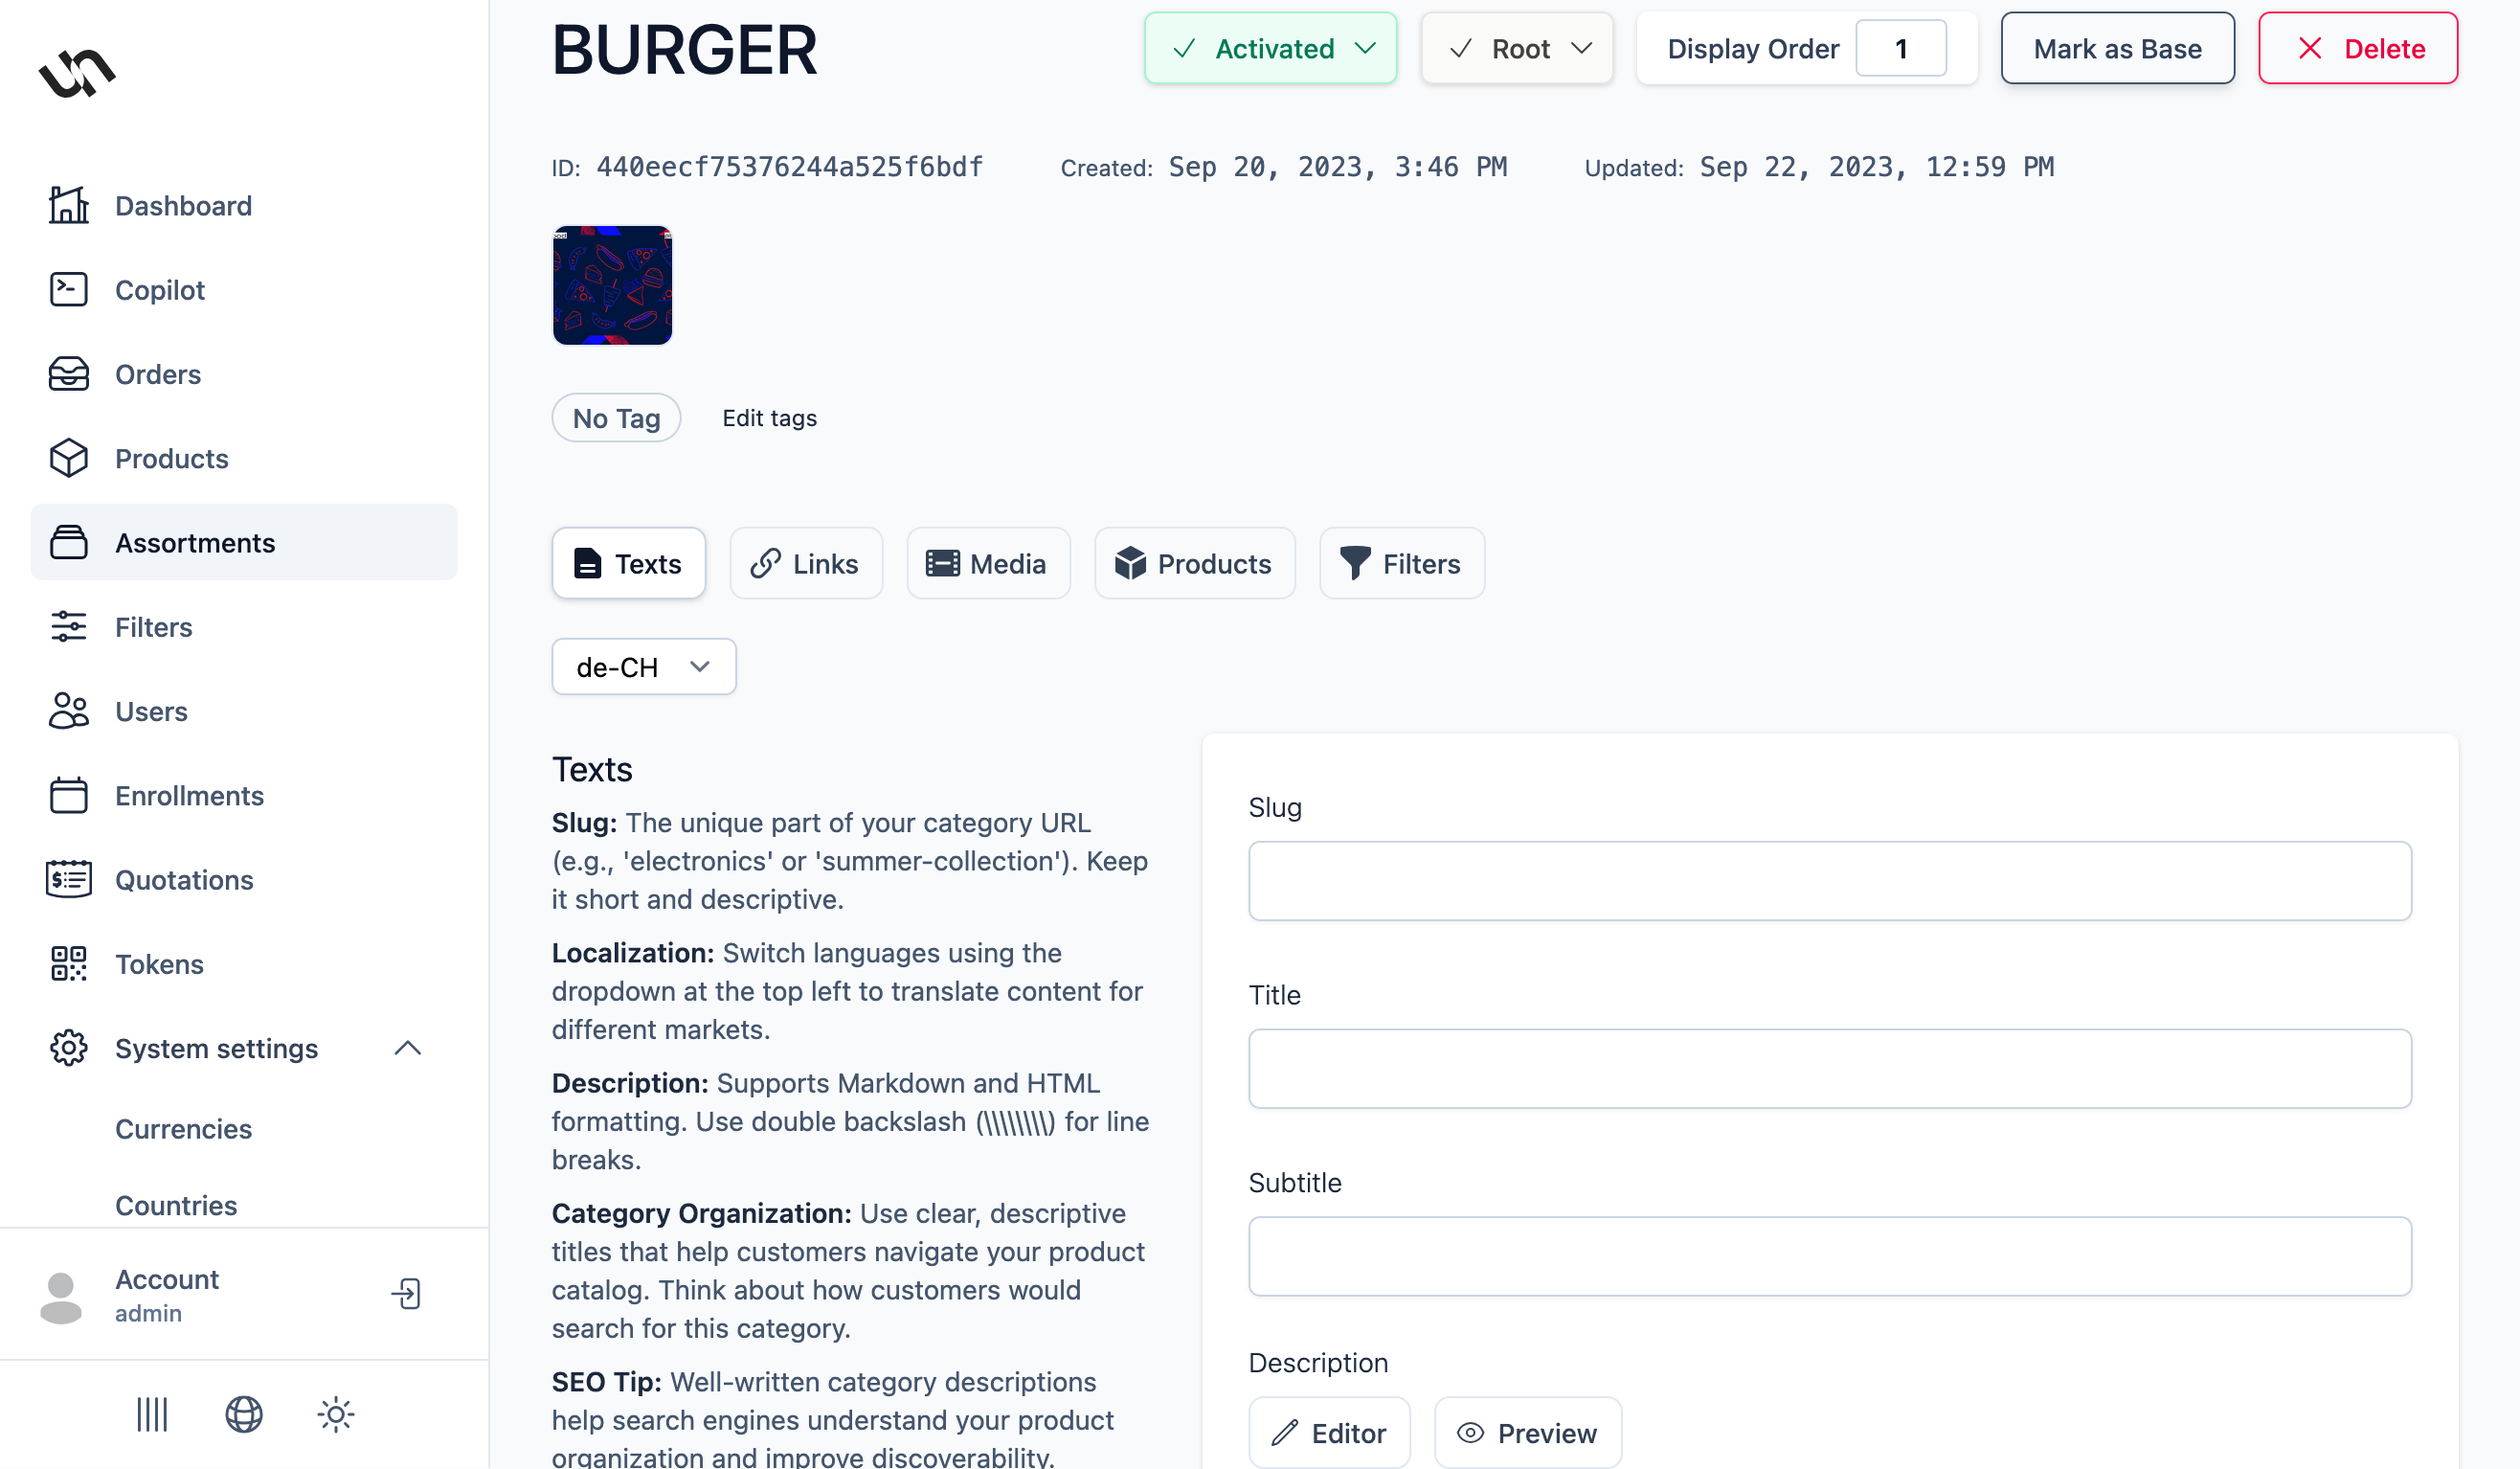 un
Dashboard
Copilot
Orders
Products
Assortments
Filters
Users
Enrollments
Quotations
Tokens
System settings
Currencies
Countries
Account
admin
BURGER
Activated
Root
Display Order 1
Mark as Base
Delete
ID: 440eecf75376244a525f6bdf
Created: Sep 20, 2023, 3:46 PM
Updated: Sep 22, 2023, 12:59 PM
No Tag
Edit tags
Texts
Links
Media
Products
Filters
de-CH
Texts
Slug: The unique part of your category URL
(e.g., 'electronics' or 'summer-collection'). Keep
it short and descriptive.
Localization: Switch languages using the
dropdown at the top left to translate content for
different markets.
Description: Supports Markdown and HTML
formatting. Use double backslash (\\\\\\\\) for line
breaks.
Category Organization: Use clear, descriptive
titles that help customers navigate your product
catalog. Think about how customers would
search for this category.
SEO Tip: Well-written category descriptions
help search engines understand your product
organization and improve discoverability.
Slug
Title
Subtitle
Description
Editor
Preview